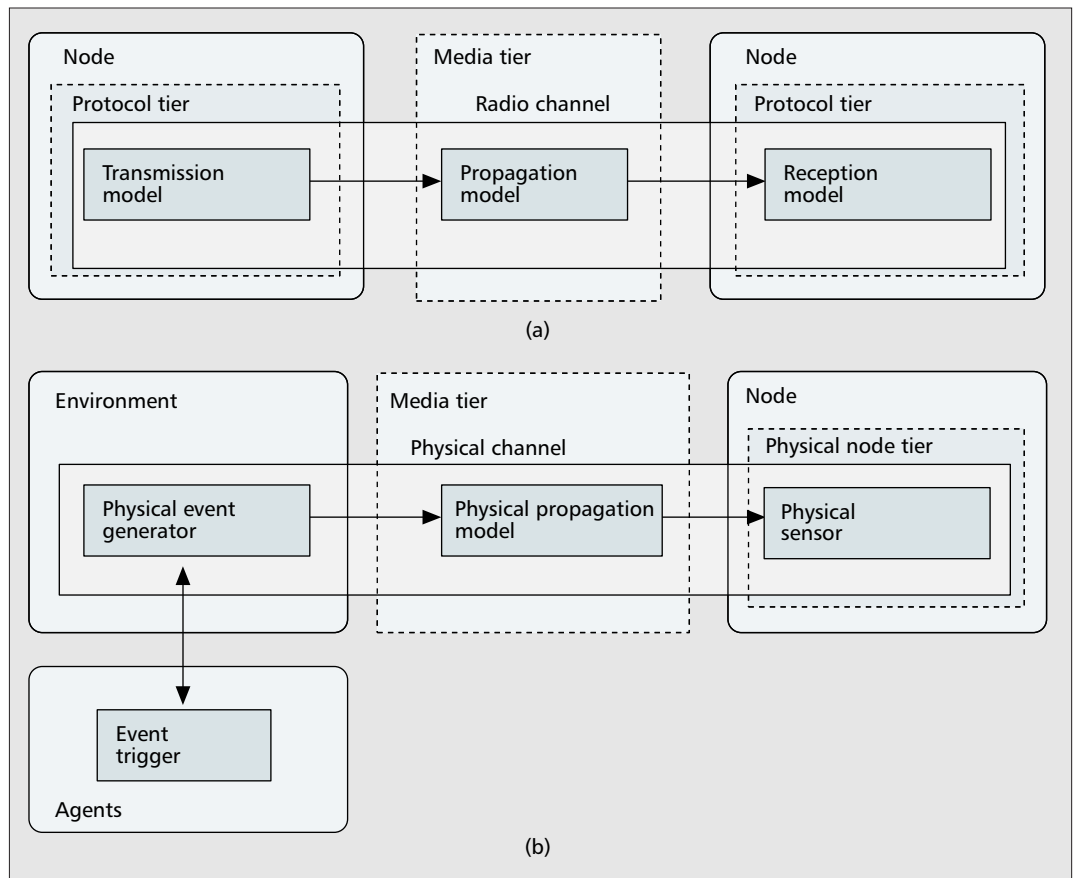 Node
Media tier
Node
Protocol tier
Radio channel
Protocol tier
Transmission
model
Propagation
model
Reception
model
(a)
Environment
Media tier
Node
Physical channel
Physical node tier
Physical event
generator
Physical propagation
model
Physical
sensor
Event
trigger
Agents
(b)